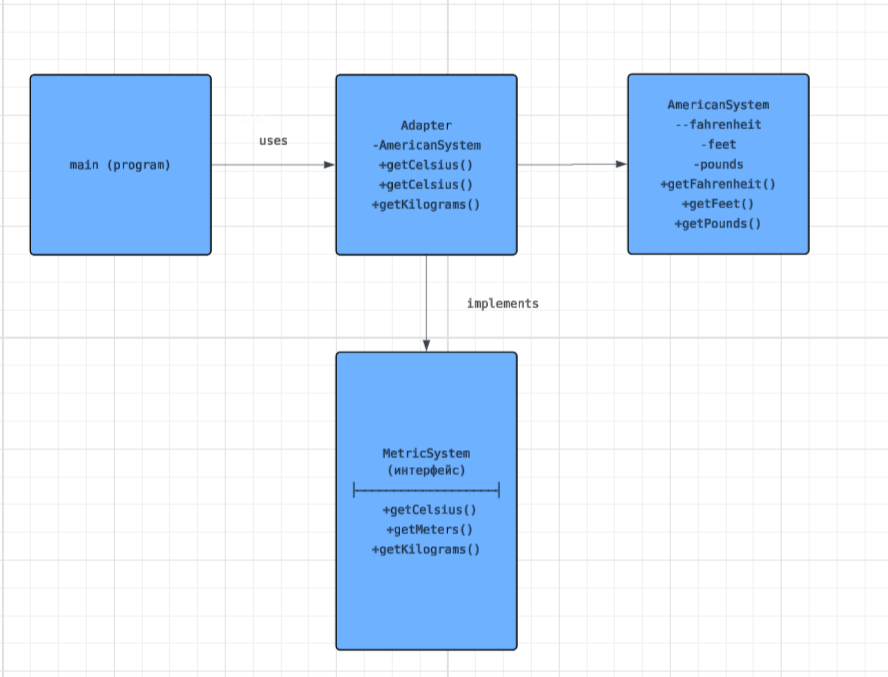 main (program)
uses
Adapter
-AmericanSystem
+getCelsius()
+getCelsius()
+getKilograms()
AmericanSystem
--fahrenheit
-feet
-pounds
+getFahrenheit()
+getFeet()
+getPounds()
implements
MetricSystem
(интерфейс)
+getCelsius()
+getMeters()
+getKilograms()